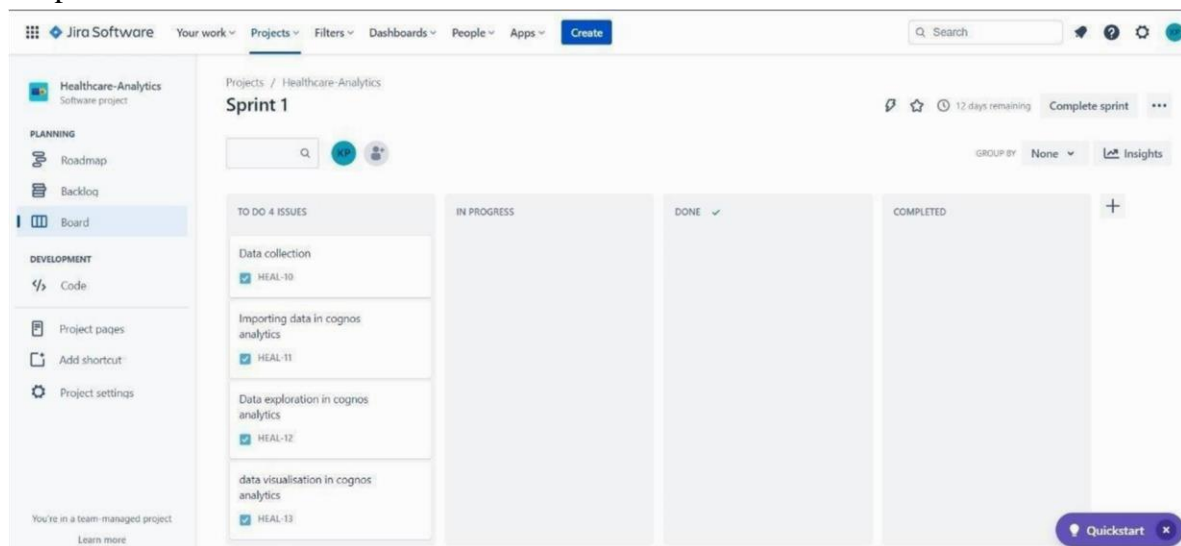 Jira Software Your work Projects Filters Dashboards People Apps Create Search
Healthcare-Analytics
Software project
PLANNING
Roadmap
Backlog
Board
DEVELOPMENT
Code
Project pages
Add shortcut
Project settings
You're in a team-managed project
Learn more
Projects / Healthcare-Analytics
Sprint 1
12 days remaining Complete sprint
KP
GROUP BY None Insights
TO DO 4 ISSUES IN PROGRESS DONE COMPLETED
Data collection
HEAL-10
Importing data in cognos
analytics
HEAL-11
Data exploration in cognos
analytics
HEAL-12
data visualisation in cognos
analytics
HEAL-13
Quickstart